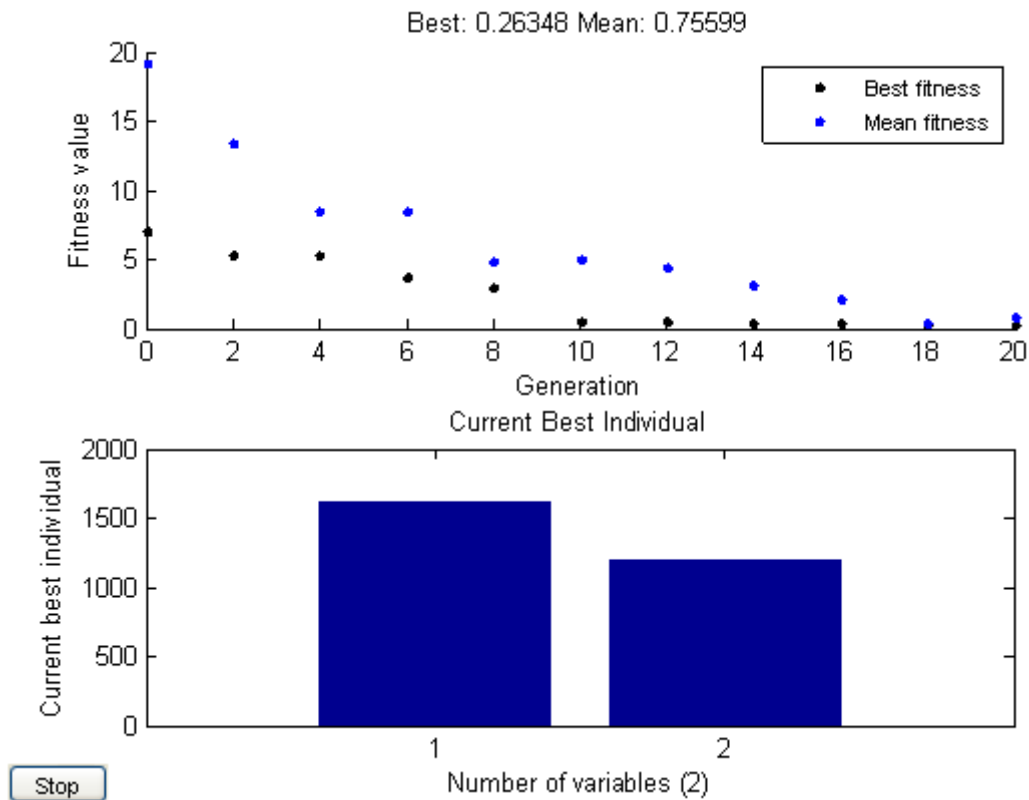 Best: 0.26348 Mean: 0.75599
20
15
10
5
0
Fitness value
Best fitness
Mean fitness
0 2 4 6 8 10 12 14 16 18 20
Generation
Current Best Individual
2000
1500
1000
500
0
Current best individual
1 2
Number of variables (2)
Stop